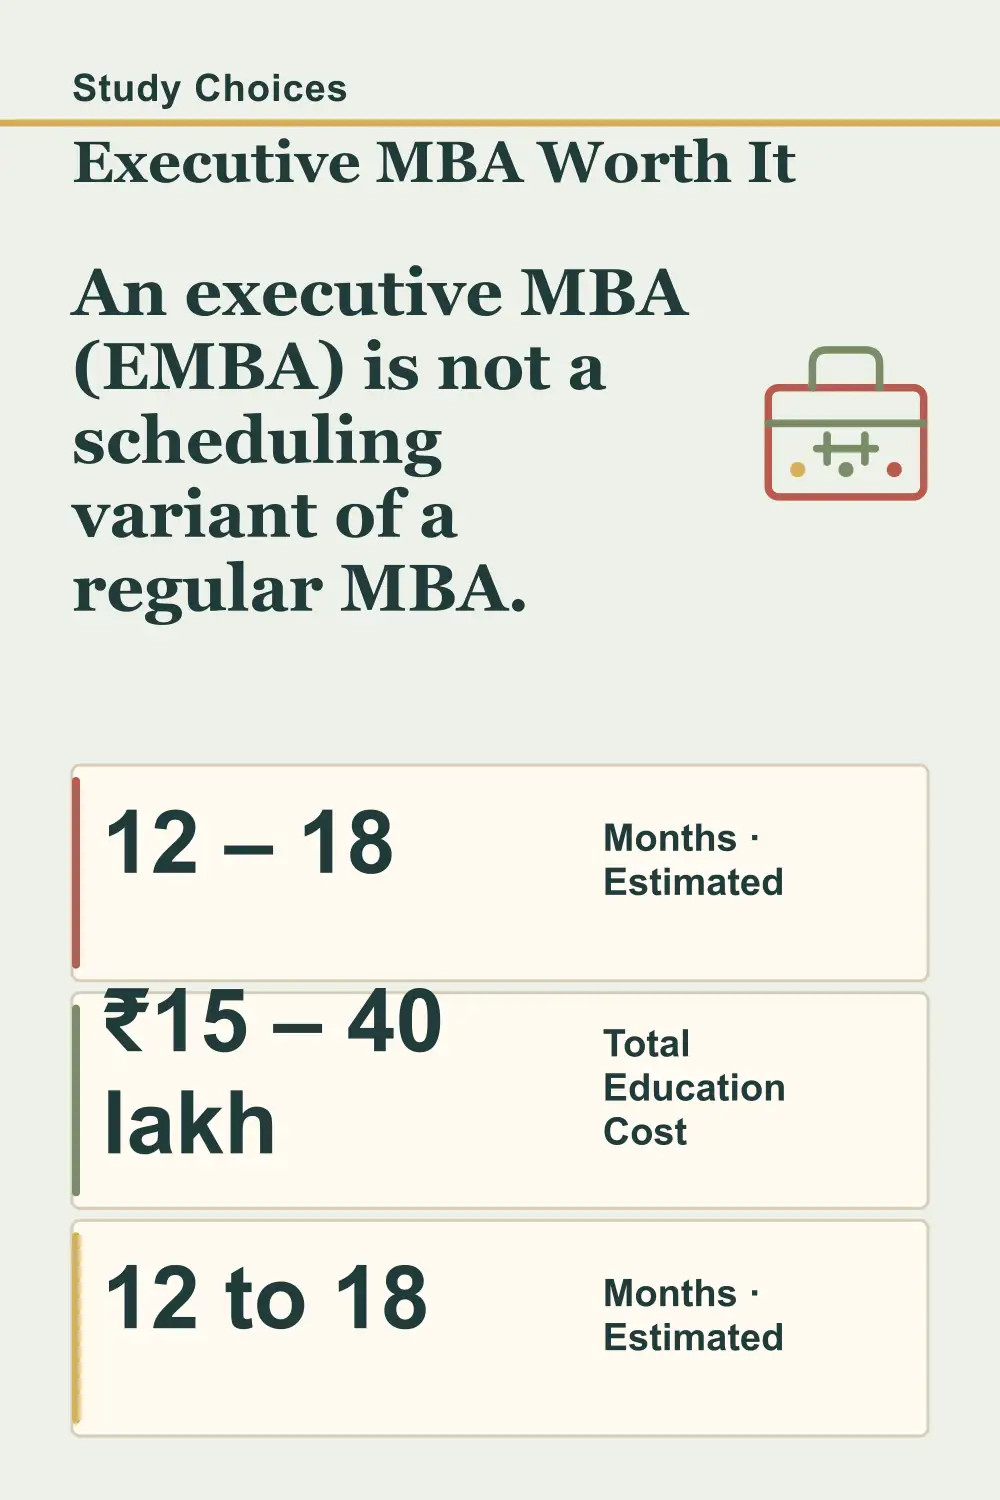 Study Choices
Executive MBA Worth It
An executive MBA
(EMBA) is not a
scheduling
variant of a
regular MBA.
12 – 18
Months ·
Estimated
₹15 – 40
lakh
Total
Education
Cost
12 to 18
Months ·
Estimated